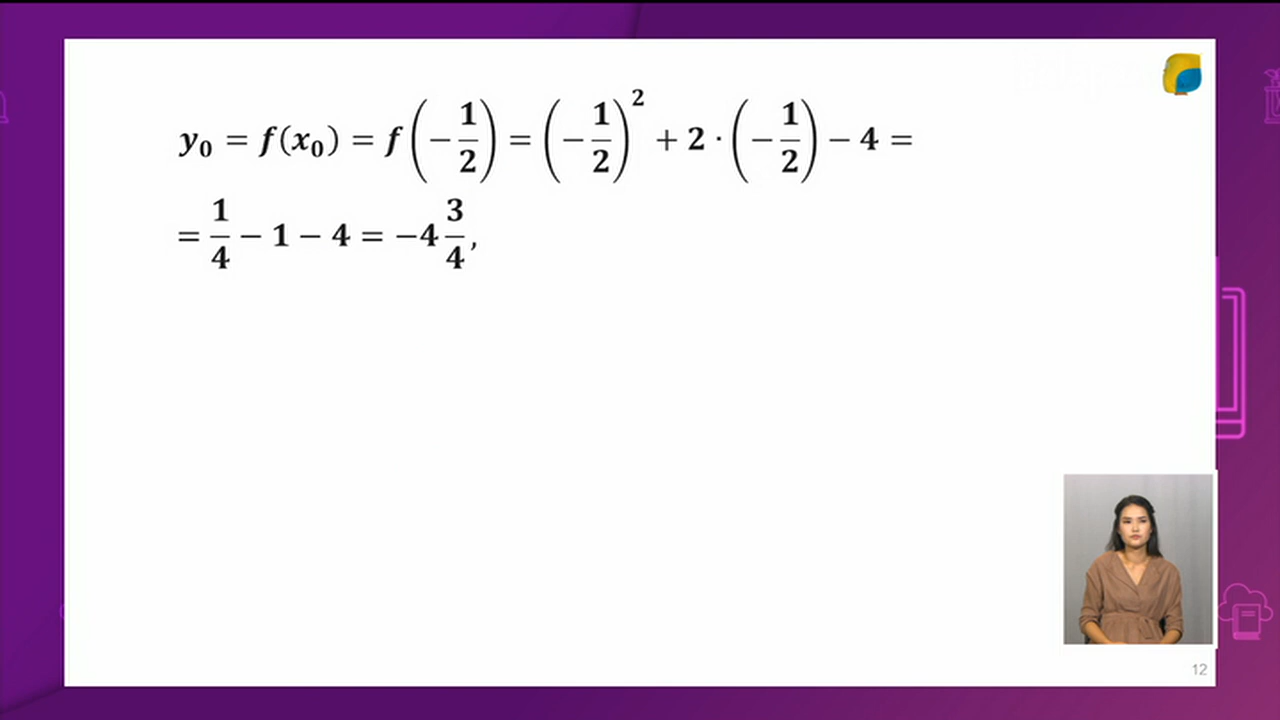 y₀ = f(x₀) = f(−1/2) = (−1/2)² + 2 · (−1/2) − 4 =
= 1/4 − 1 − 4 = −4 3/4,
12